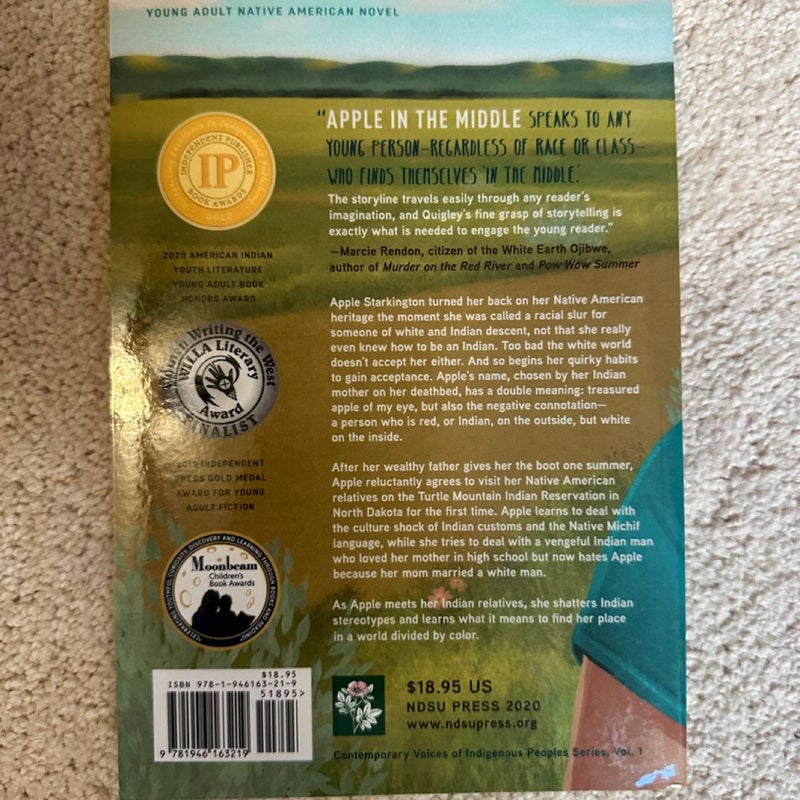 YOUNG ADULT NATIVE AMERICAN NOVEL
"APPLE IN THE MIDDLE SPEAKS TO ANY
YOUNG PERSON—REGARDLESS OF RACE OR CLASS—
WHO FINDS THEMSELVES 'IN THE MIDDLE.'
The storyline travels easily through any reader's
imagination, and Quigley's fine grasp of storytelling is
exactly what is needed to engage the young reader."
—Marcie Rendon, citizen of the White Earth Ojibwe,
author of Murder on the Red River and Pow Wow Summer
INDEPENDENT PUBLISHER
IP
BOOK AWARDS
GOLD
2020 AMERICAN INDIAN
YOUTH LITERATURE
YOUNG ADULT BOOK
HONORS AWARD
Women Writing the West
WILLA Literary
Award
FINALIST
2019 INDEPENDENT
PRESS GOLD MEDAL
AWARD FOR YOUNG
ADULT FICTION
CELEBRATING YOUTHFUL CURIOSITY, DISCOVERY AND LEARNING THROUGH BOOKS AND READING
Moonbeam
Children's
Book Awards
Apple Starkington turned her back on her Native American
heritage the moment she was called a racial slur for
someone of white and Indian descent, not that she really
even knew how to be an Indian. Too bad the white world
doesn't accept her either. And so begins her quirky habits
to gain acceptance. Apple's name, chosen by her Indian
mother on her deathbed, has a double meaning: treasured
apple of my eye, but also the negative connotation—
a person who is red, or Indian, on the outside, but white
on the inside.
After her wealthy father gives her the boot one summer,
Apple reluctantly agrees to visit her Native American
relatives on the Turtle Mountain Indian Reservation in
North Dakota for the first time. Apple learns to deal with
the culture shock of Indian customs and the Native Michif
language, while she tries to deal with a vengeful Indian man
who loved her mother in high school but now hates Apple
because her mom married a white man.
As Apple meets her Indian relatives, she shatters Indian
stereotypes and learns what it means to find her place
in a world divided by color.
$18.95
ISBN 978-1-946163-21-9
51895>
9 781946 163219
$18.95 US
NDSU PRESS 2020
www.ndsupress.org
Contemporary Voices of Indigenous Peoples Series, Vol. 1